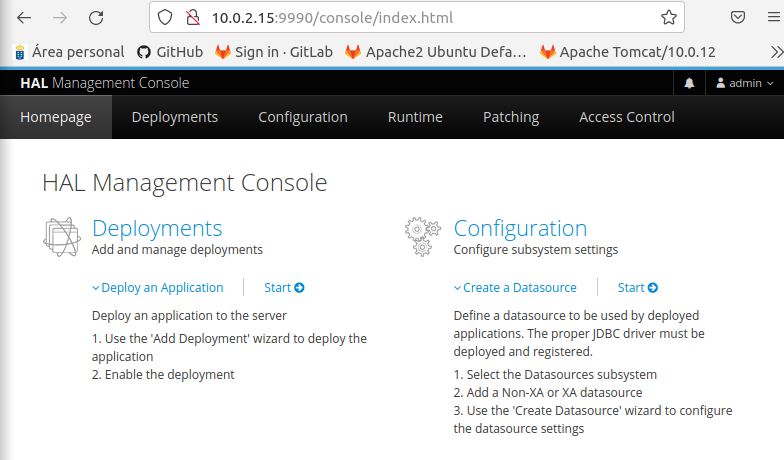 10.0.2.15:9990/console/index.html
Área personal GitHub Sign in · GitLab Apache2 Ubuntu Defa… Apache Tomcat/10.0.12
HAL Management Console admin
Homepage Deployments Configuration Runtime Patching Access Control
HAL Management Console
Deployments
Add and manage deployments
Deploy an Application Start
Deploy an application to the server
1. Use the 'Add Deployment' wizard to deploy the
application
2. Enable the deployment
Configuration
Configure subsystem settings
Create a Datasource Start
Define a datasource to be used by deployed
applications. The proper JDBC driver must be
deployed and registered.
1. Select the Datasources subsystem
2. Add a Non-XA or XA datasource
3. Use the 'Create Datasource' wizard to configure
the datasource settings